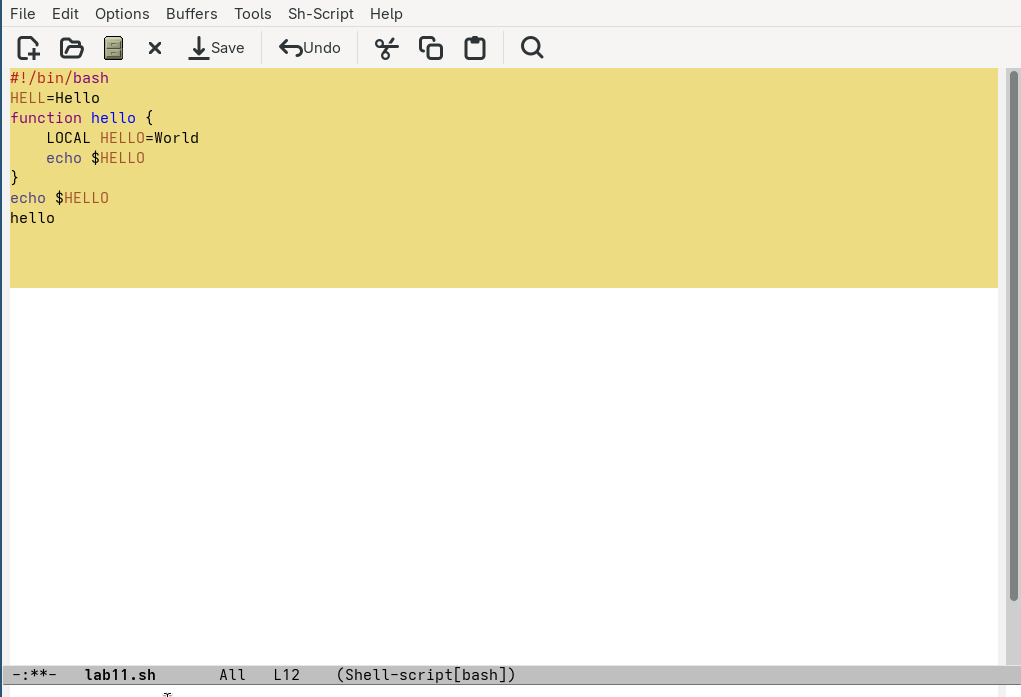 File Edit Options Buffers Tools Sh-Script Help
Save Undo
#!/bin/bash
HELL=Hello
function hello {
    LOCAL HELLO=World
    echo $HELLO
}
echo $HELLO
hello
-:**- lab11.sh All L12 (Shell-script[bash])